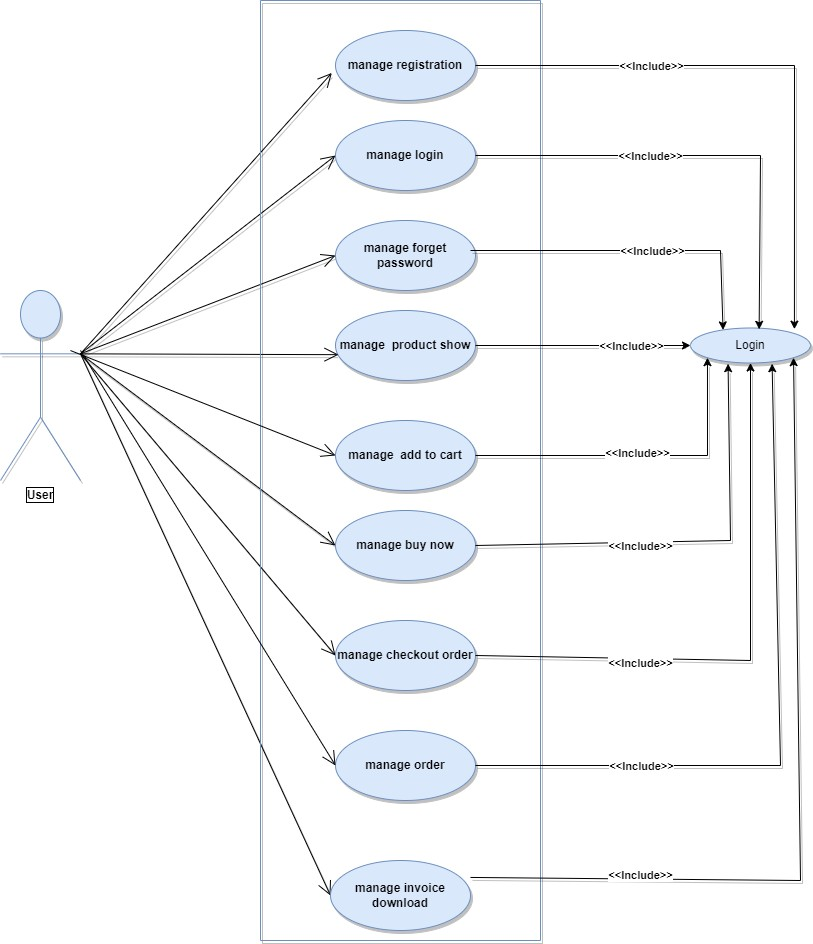 manage registration
<<Include>>
manage login
<<Include>>
manage forget
password
<<Include>>
manage  product show
<<Include>>
Login
manage  add to cart
<<Include>>
User
manage buy now
<<Include>>
manage checkout order
<<Include>>
manage order
<<Include>>
manage invoice
download
<<Include>>